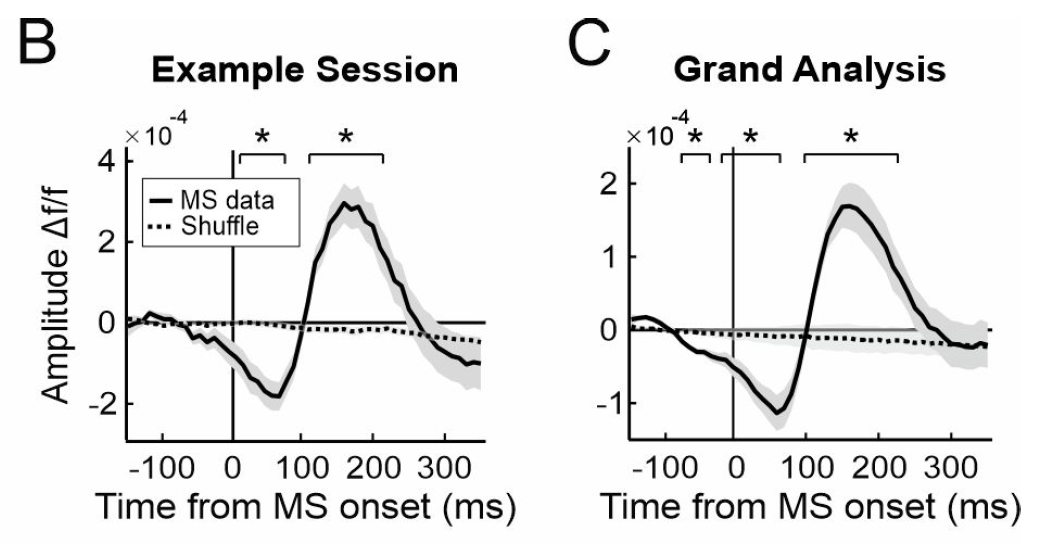 B
Example Session
×10-4
* *
4
2
0
-2
MS data
Shuffle
Amplitude Δf/f
-100 0 100 200 300
Time from MS onset (ms)
C
Grand Analysis
×10-4
* * *
2
1
0
-1
-100 0 100 200 300
Time from MS onset (ms)